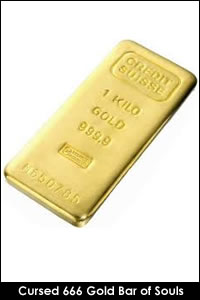 CREDIT
SUISSE
1 KILO
GOLD
999.9
Cursed 666 Gold Bar of Souls